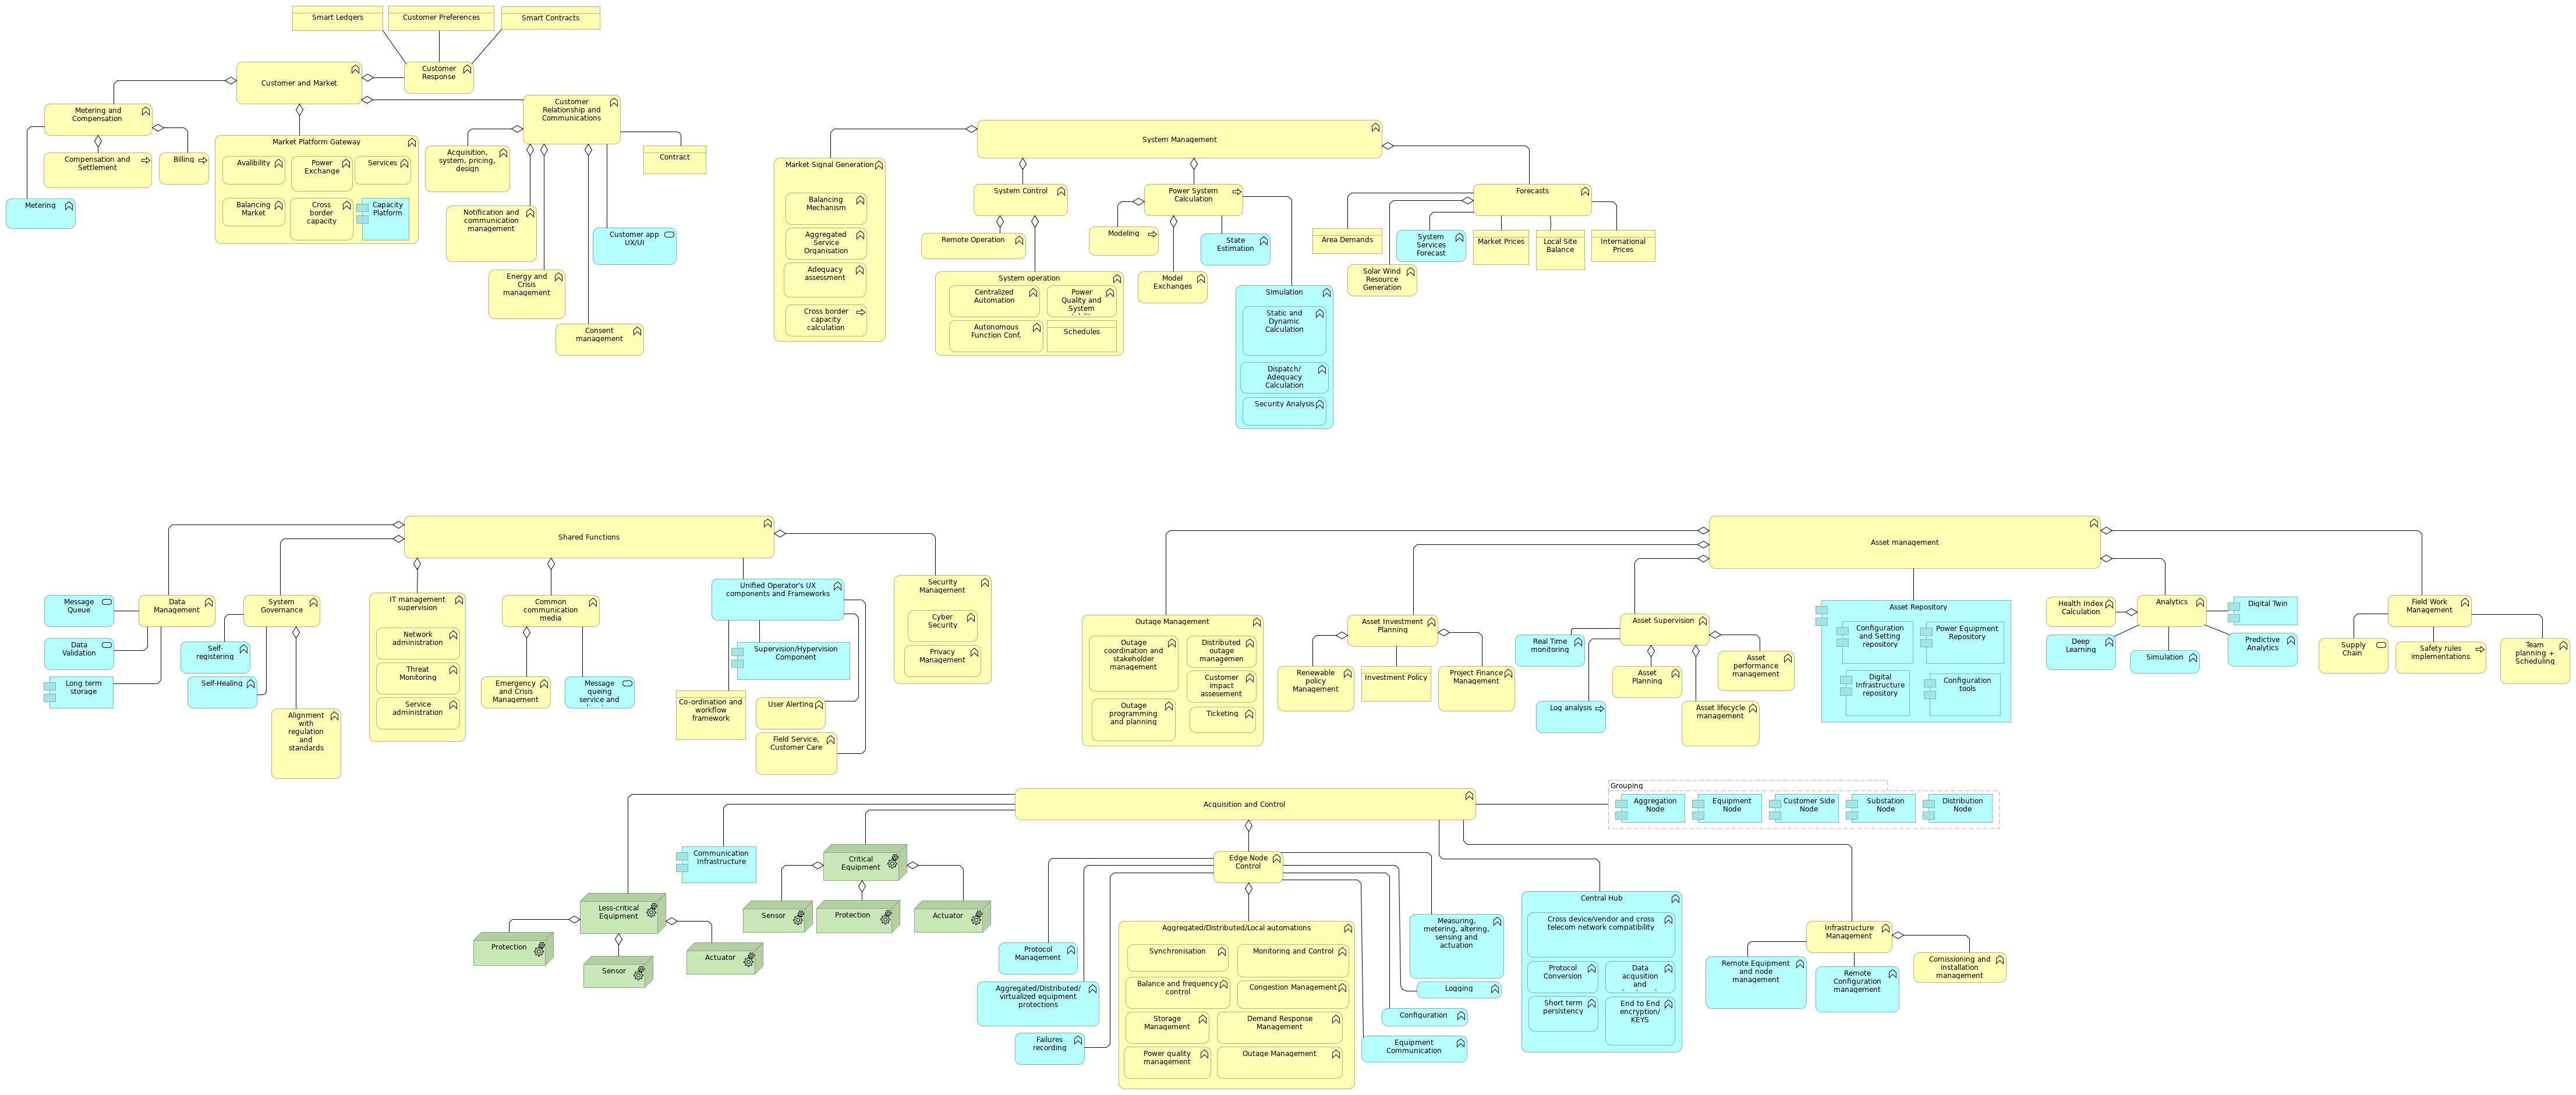 Smart Ledgers
Customer Preferences
Smart Contracts
Customer
Response
Customer and Market
Metering and
Compensation
Customer
Relationship and
Communications
Compensation and
Settlement
Billing
Metering
Market Platform Gateway
Avalibility
Power
Exchange
Services
Balancing
Market
Cross
border
capacity
Capacity
Platform
Acquisition,
system, pricing,
design
Contract
Notification and
communication
management
Customer app
UX/UI
Energy and
Crisis
management
Consent
management
System Management
Market Signal Generation
Balancing
Mechanism
Aggregated
Service
Organisation
Adequacy
assessment
Cross border
capacity
calculation
System Control
Remote Operation
System operation
Centralized
Automation
Power
Quality and
System
Autonomous
Function Conf.
Schedules
Power System
Calculation
Modeling
Model
Exchanges
State
Estimation
Simulation
Static and
Dynamic
Calculation
Dispatch/
Adequacy
Calculation
Security Analysis
Forecasts
Area Demands
Solar Wind
Resource
Generation
System
Services
Forecast
Market Prices
Local Site
Balance
International
Prices
Shared Functions
Message
Queue
Data
Management
Data
Validation
Long term
storage
System
Governance
Self-
registering
Self-Healing
Alignment
with
regulation
and
standards
IT management
supervision
Network
administration
Threat
Monitoring
Service
administration
Common
communication
media
Emergency
and Crisis
Management
Message
queing
service and
Unified Operator's UX
components and Frameworks
Supervision/Hypervision
Component
Co-ordination and
workflow
framework
User Alerting
Field Service,
Customer Care
Security
Management
Cyber
Security
Privacy
Management
Asset management
Outage Management
Outage
coordination and
stakeholder
management
Distributed
outage
managemen
Customer
impact
assesement
Outage
programming
and planning
Ticketing
Asset Investment
Planning
Renewable
policy
Management
Investment Policy
Project Finance
Management
Asset Supervision
Real Time
monitoring
Log analysis
Asset
Planning
Asset lifecycle
management
Asset
performance
management
Asset Repository
Configuration
and Setting
repository
Power Equipment
Repository
Digital
Infrastructure
repository
Configuration
tools
Analytics
Health Index
Calculation
Digital Twin
Deep
Learning
Simulation
Predictive
Analytics
Field Work
Management
Supply
Chain
Safety rules
implementations
Team
planning +
Scheduling
Acquisition and Control
Grouping
Aggregation
Node
Equipment
Node
Customer Side
Node
Substation
Node
Distribution
Node
Communication
Infrastructure
Critical
Equipment
Sensor
Protection
Actuator
Less-critical
Equipment
Protection
Sensor
Actuator
Edge Node
Control
Protocol
Management
Aggregated/Distributed/
virtualized equipment
protections
Failures
recording
Aggregated/Distributed/Local automations
Synchronisation
Monitoring and Control
Balance and frequency
control
Congestion Management
Storage
Management
Demand Response
Management
Power quality
management
Outage Management
Measuring,
metering, altering,
sensing and
actuation
Logging
Configuration
Equipment
Communication
Central Hub
Cross device/vendor and cross
telecom network compatibility
Protocol
Conversion
Data
acqusition
and
Short term
persistency
End to End
encryption/
KEYS
Infrastructure
Management
Remote Equipment
and node
management
Remote
Configuration
management
Comissioning and
installation
management